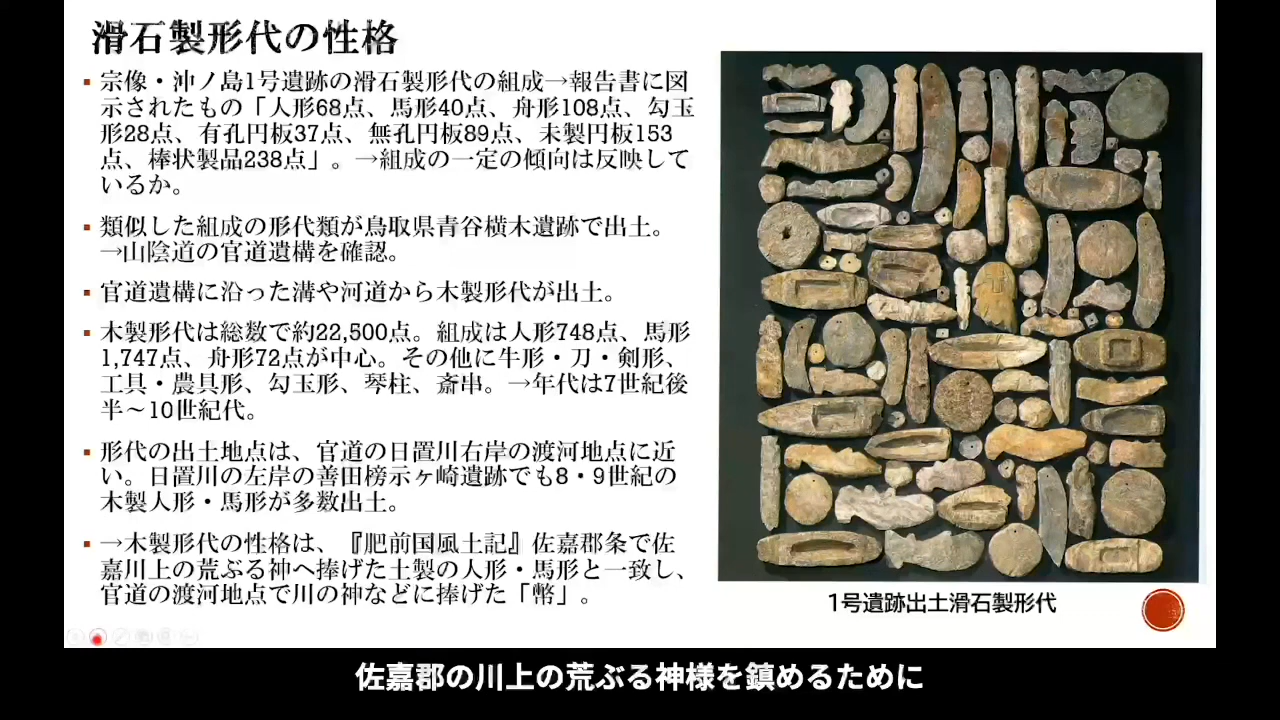 滑石製形代の性格
宗像・沖ノ島1号遺跡の滑石製形代の組成→報告書に図
示されたもの「人形68点、馬形40点、舟形108点、勾玉
形28点、有孔円板37点、無孔円板89点、未製円板153
点、棒状製品238点」。→組成の一定の傾向は反映して
いるか。
類似した組成の形代類が鳥取県青谷横木遺跡で出土。
→山陰道の官道遺構を確認。
官道遺構に沿った溝や河道から木製形代が出土。
木製形代は総数で約22,500点。組成は人形748点、馬形
1,747点、舟形72点が中心。その他に牛形・刀・剣形、
工具・農具形、勾玉形、琴柱、斎串。→年代は7世紀後
半～10世紀代。
形代の出土地点は、官道の日置川右岸の渡河地点に近
い。日置川の左岸の善田榜示ヶ崎遺跡でも8・9世紀の
木製人形・馬形が多数出土。
→木製形代の性格は、『肥前国風土記』佐嘉郡条で佐
嘉川上の荒ぶる神へ捧げた土製の人形・馬形と一致し、
官道の渡河地点で川の神などに捧げた「幣」。
1号遺跡出土滑石製形代
佐嘉郡の川上の荒ぶる神様を鎮めるために